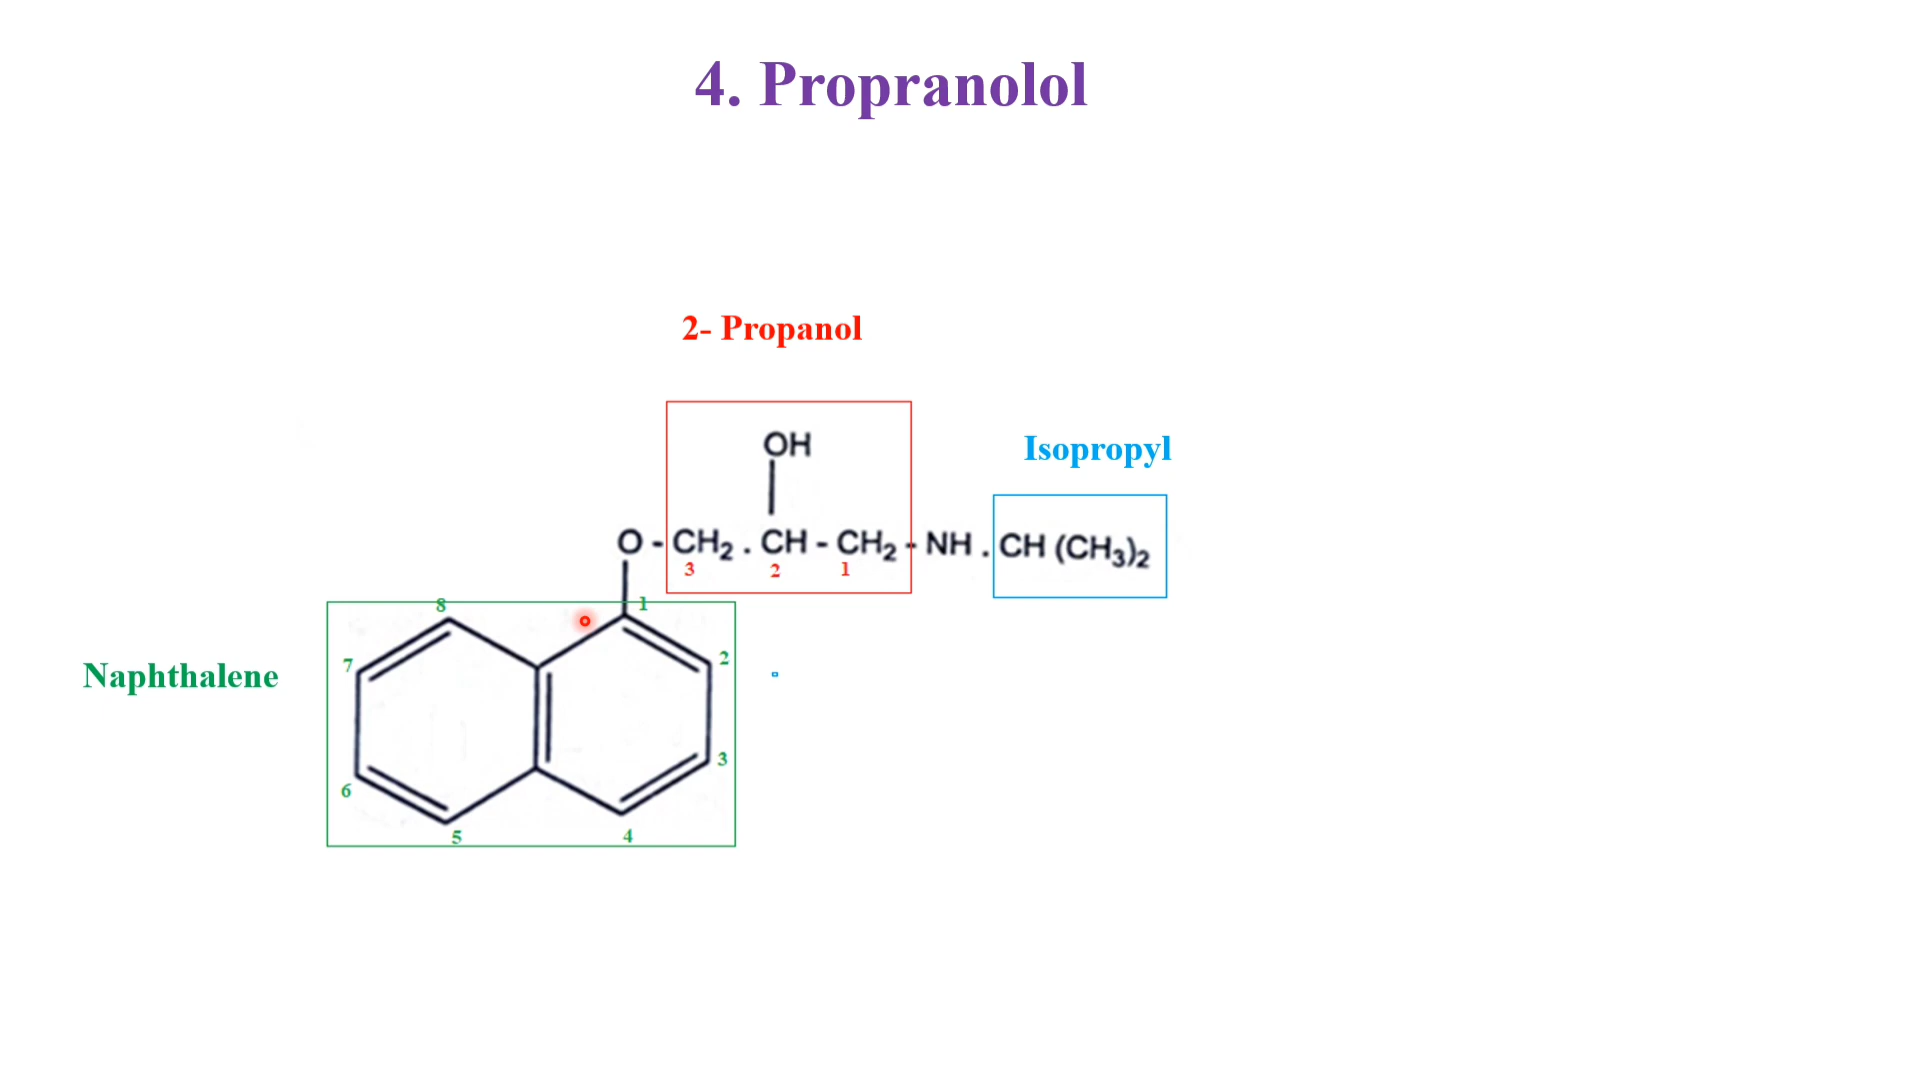 4. Propranolol
2- Propanol
OH
Isopropyl
O - CH₂ . CH - CH₂ - NH . CH (CH₃)₂
3 2 1
8 1
7 2
Naphthalene
3
6
5 4